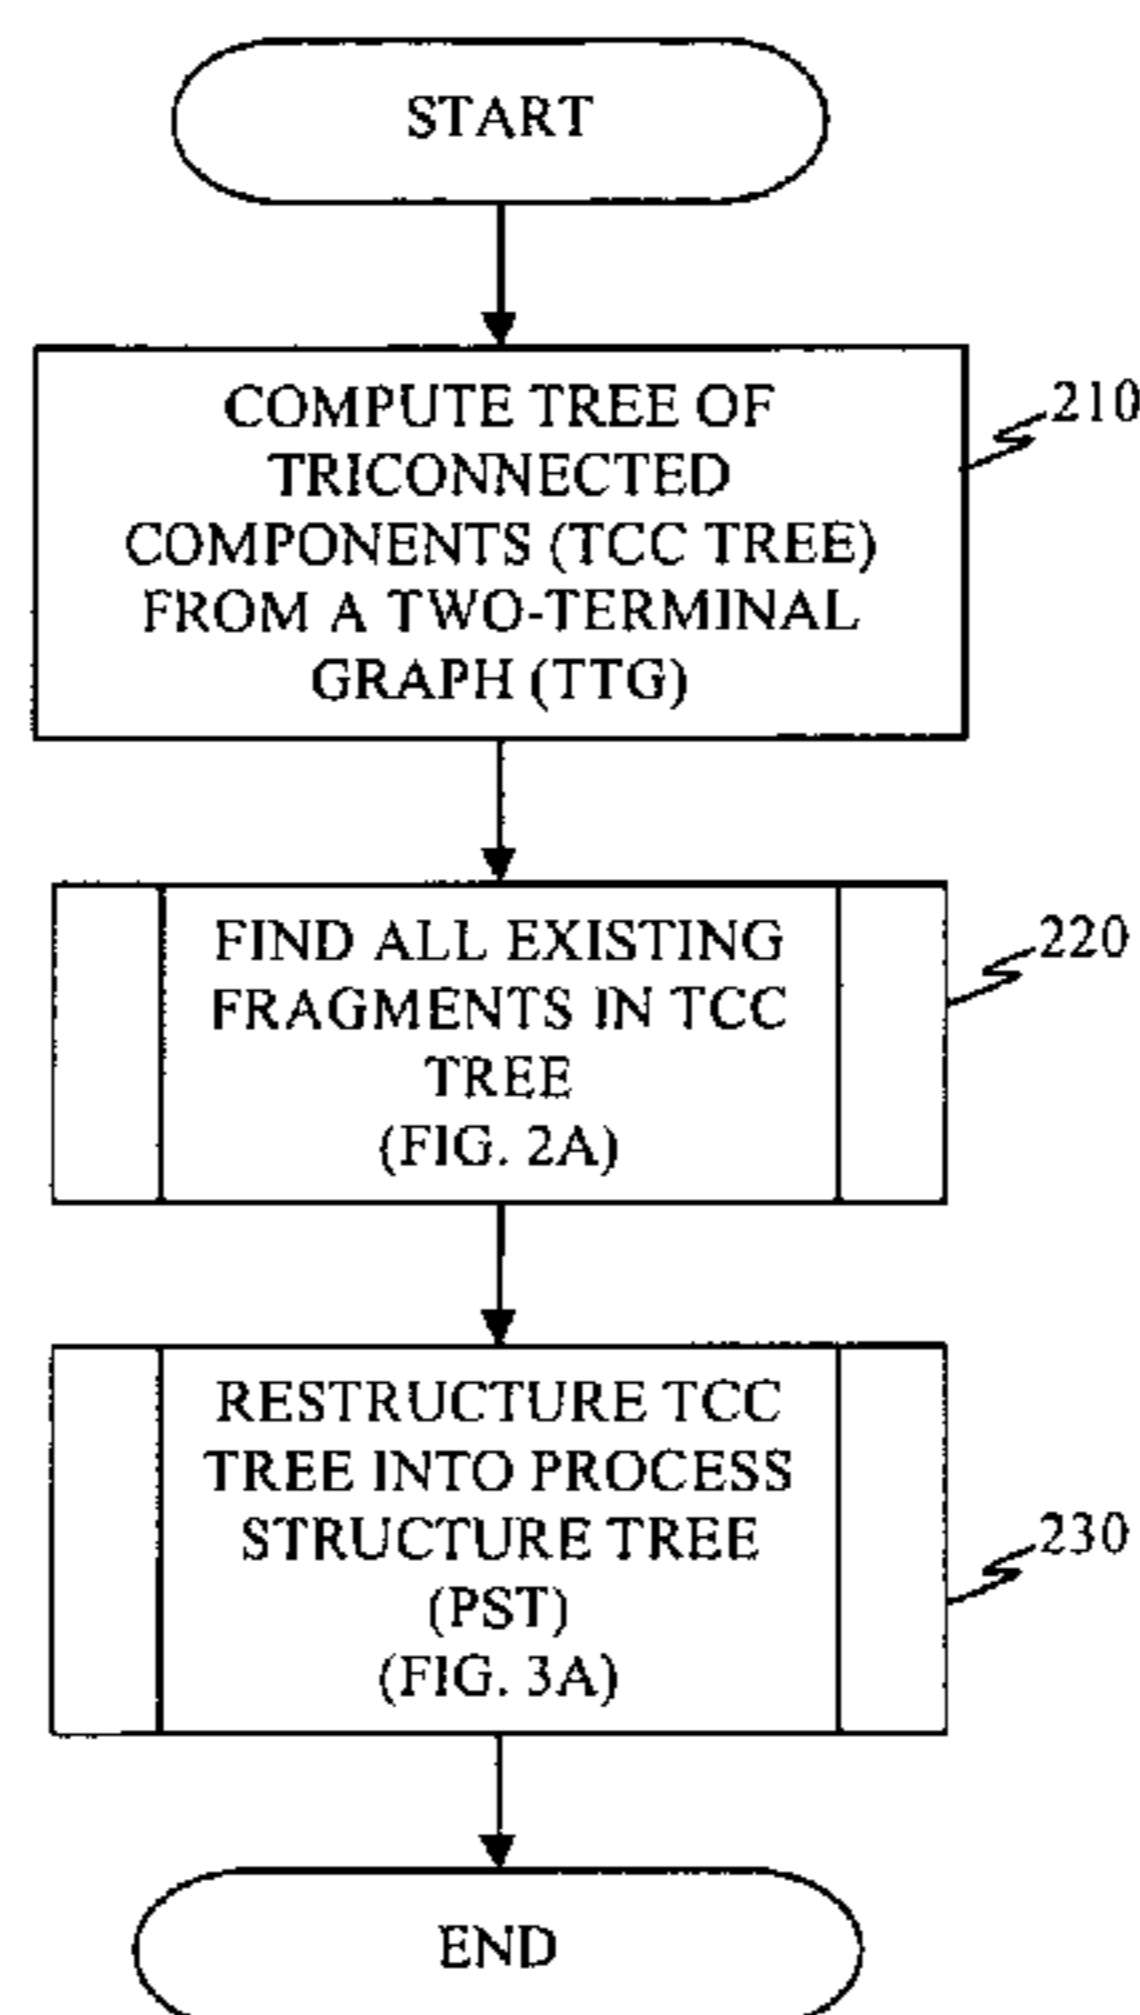 START
COMPUTE TREE OF
TRICONNECTED
COMPONENTS (TCC TREE)
FROM A TWO-TERMINAL
GRAPH (TTG)
210
FIND ALL EXISTING
FRAGMENTS IN TCC
TREE
(FIG. 2A)
220
RESTRUCTURE TCC
TREE INTO PROCESS
STRUCTURE TREE
(PST)
(FIG. 3A)
230
END